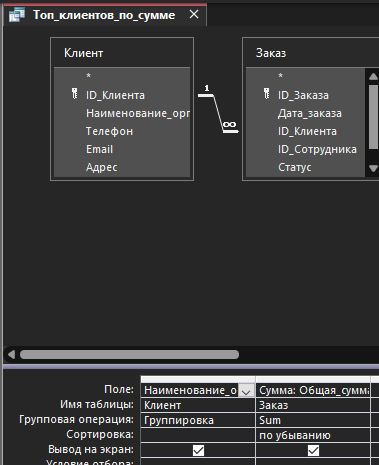 Топ_клиентов_по_сумме
Клиент
*
ID_Клиента
Наименование_орг
Телефон
Email
Адрес
1
∞
Заказ
*
ID_Заказа
Дата_заказа
ID_Клиента
ID_Сотрудника
Статус
Поле: Наименование_о Сумма: Общая_сумма
Имя таблицы: Клиент Заказ
Групповая операция: Группировка Sum
Сортировка: по убыванию
Вывод на экран:
Условие отбора: